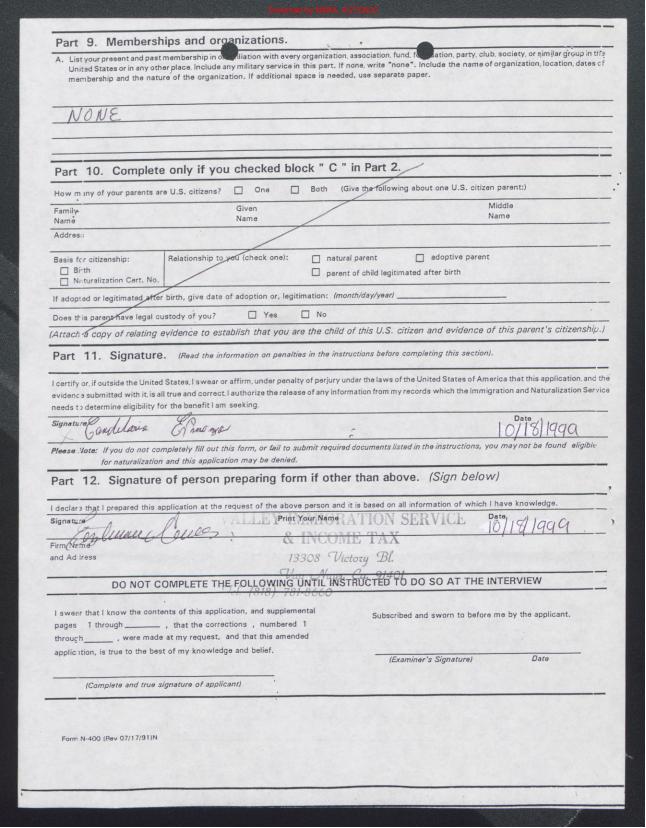 Part 9. Memberships and organizations.
A. List your present and past membership in or affiliation with every organization, association, fund, foundation, party, club, society, or similar group in the
United States or in any other place. Include any military service in this part. If none, write "none". Include the name of organization, location, dates of
membership and the nature of the organization. If additional space is needed, use separate paper.
NONE
Part 10. Complete only if you checked block " C " in Part 2.
How many of your parents are U.S. citizens? One Both (Give the following about one U.S. citizen parent:)
Family Given Middle
Name Name Name
Address:
Basis for citizenship: Relationship to you (check one): natural parent adoptive parent
Birth
Naturalization Cert. No. parent of child legitimated after birth
If adopted or legitimated after birth, give date of adoption or, legitimation: (month/day/year)
Does this parent have legal custody of you? Yes No
(Attach a copy of relating evidence to establish that you are the child of this U.S. citizen and evidence of this parent's citizenship.)
Part 11. Signature. (Read the information on penalties in the instructions before completing this section).
I certify or, if outside the United States, I swear or affirm, under penalty of perjury under the laws of the United States of America that this application, and the
evidence submitted with it, is all true and correct. I authorize the release of any information from my records which the Immigration and Naturalization Service
needs to determine eligibility for the benefit I am seeking.
Signature Date
10/18/1999
Please Note: If you do not completely fill out this form, or fail to submit required documents listed in the instructions, you may not be found eligible
for naturalization and this application may be denied.
Part 12. Signature of person preparing form if other than above. (Sign below)
I declare that I prepared this application at the request of the above person and it is based on all information of which I have knowledge.
Signature Print Your Name Date
VALLEY IMMIGRATION SERVICE
10/18/1999
& INCOME TAX
Firm Name
and Address 13308 Victory Bl.
Van Nuys, Ca. 91401
(818) 781-8660
DO NOT COMPLETE THE FOLLOWING UNTIL INSTRUCTED TO DO SO AT THE INTERVIEW
I swear that I know the contents of this application, and supplemental
pages 1 through , that the corrections , numbered 1
through , were made at my request, and that this amended
application, is true to the best of my knowledge and belief.
Subscribed and sworn to before me by the applicant.
(Examiner's Signature) Date
(Complete and true signature of applicant)
Form N-400 (Rev 07/17/91)N